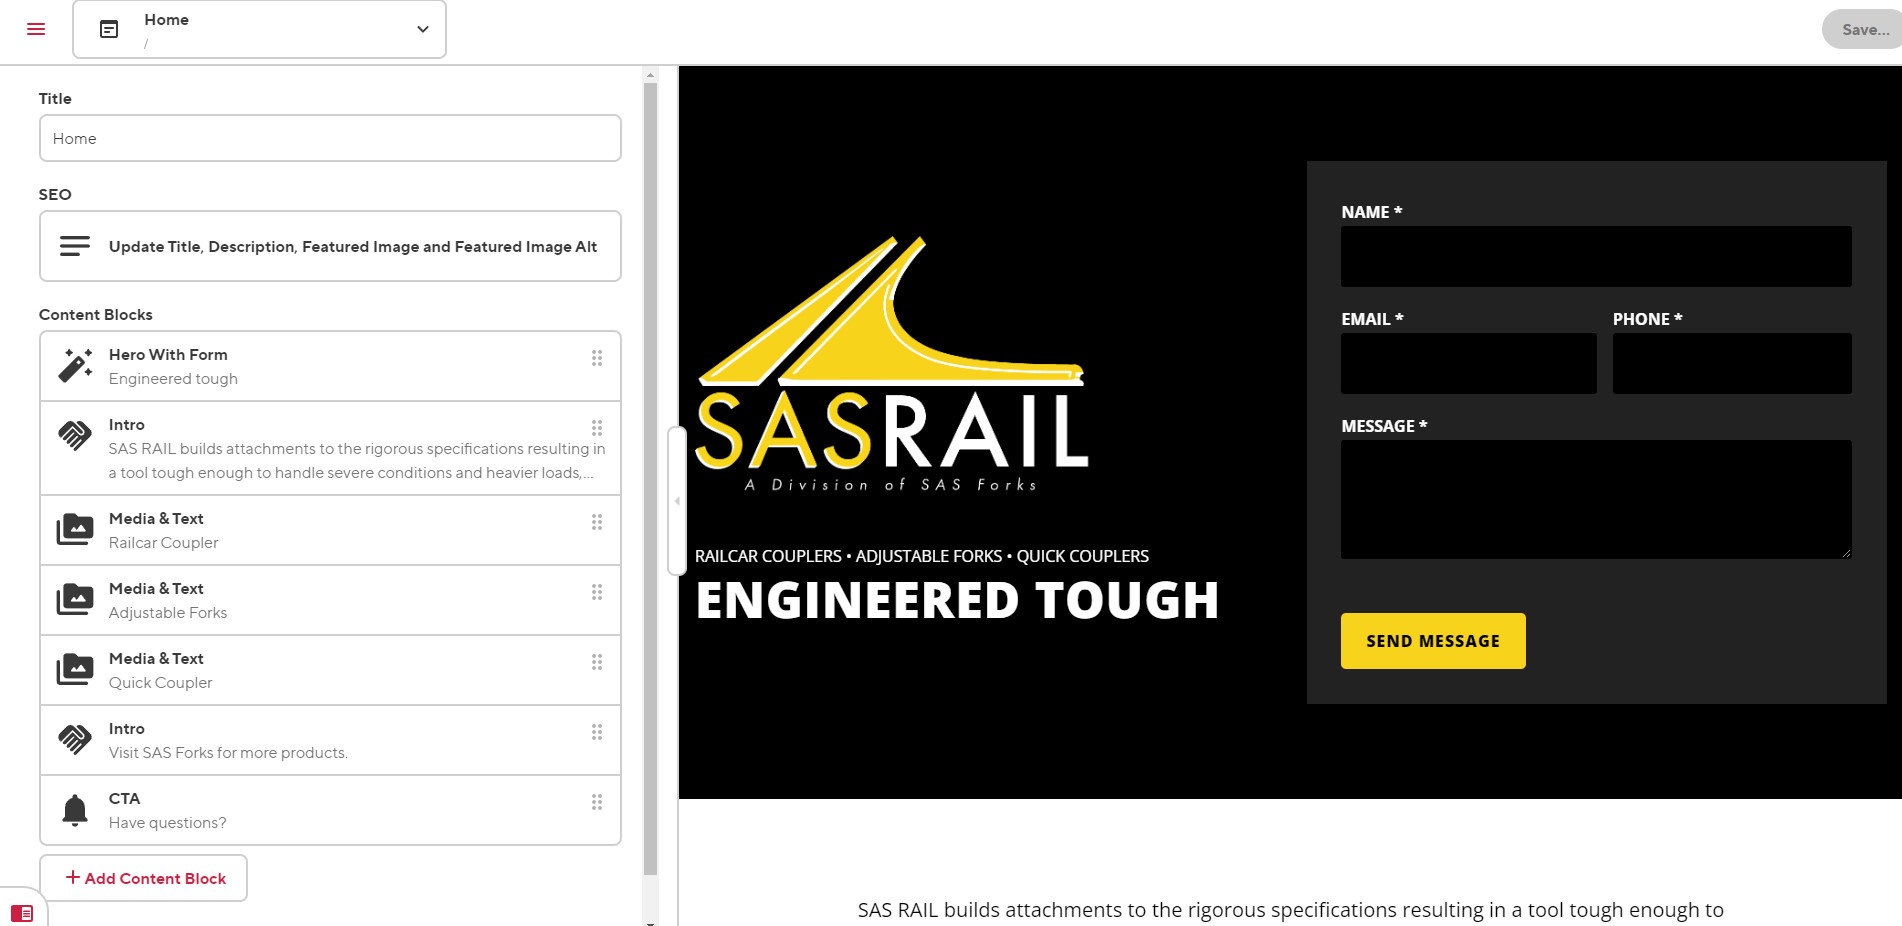 Home
/
Save...
Title
Home
SEO
Update Title, Description, Featured Image and Featured Image Alt
Content Blocks
Hero With Form
Engineered tough
Intro
SAS RAIL builds attachments to the rigorous specifications resulting in
a tool tough enough to handle severe conditions and heavier loads,...
Media & Text
Railcar Coupler
Media & Text
Adjustable Forks
Media & Text
Quick Coupler
Intro
Visit SAS Forks for more products.
CTA
Have questions?
+ Add Content Block
SASRAIL
A Division of SAS Forks
RAILCAR COUPLERS • ADJUSTABLE FORKS • QUICK COUPLERS
ENGINEERED TOUGH
NAME *
EMAIL *
PHONE *
MESSAGE *
SEND MESSAGE
SAS RAIL builds attachments to the rigorous specifications resulting in a tool tough enough to